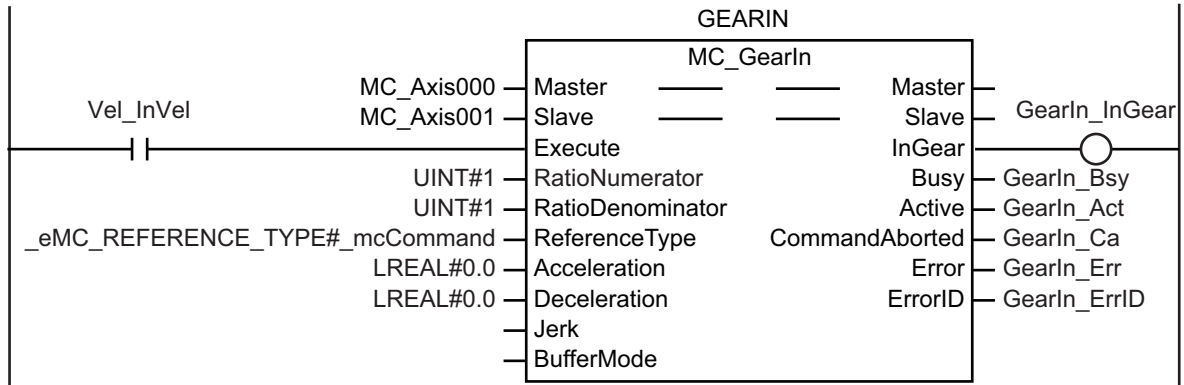 GEARIN
MC_GearIn
MC_Axis000 Master Master
Vel_InVel MC_Axis001 Slave Slave GearIn_InGear
Execute InGear
UINT#1 RatioNumerator Busy GearIn_Bsy
UINT#1 RatioDenominator Active GearIn_Act
_eMC_REFERENCE_TYPE#_mcCommand ReferenceType CommandAborted GearIn_Ca
LREAL#0.0 Acceleration Error GearIn_Err
LREAL#0.0 Deceleration ErrorID GearIn_ErrID
Jerk
BufferMode